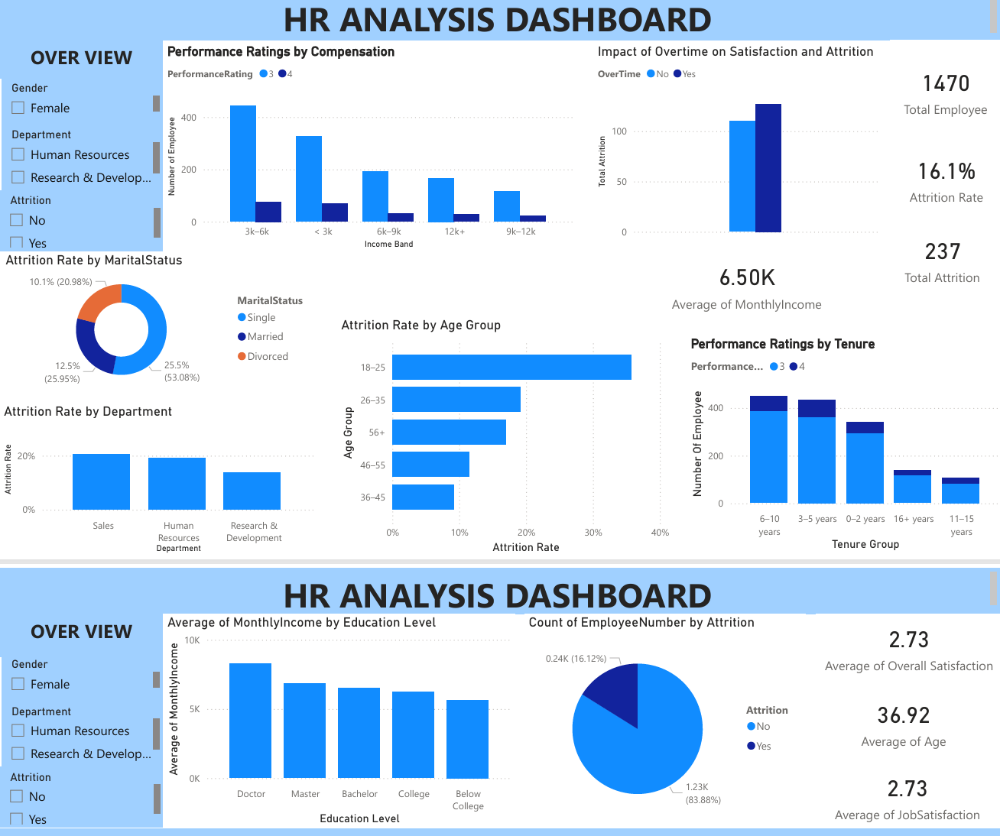 HR ANALYSIS DASHBOARD
OVER VIEW
Gender
Female
Department
Human Resources
Research & Develop...
Attrition
No
Yes
Performance Ratings by Compensation
PerformanceRating 3 4
Number of Employee
400
200
0
3k–6k
< 3k
6k–9k
12k+
9k–12k
Income Band
Impact of Overtime on Satisfaction and Attrition
OverTime No Yes
Total Attrition
100
50
0
1470
Total Employee
16.1%
Attrition Rate
237
Total Attrition
6.50K
Average of MonthlyIncome
Attrition Rate by MaritalStatus
10.1% (20.98%)
12.5%
(25.95%)
25.5%
(53.08%)
MaritalStatus
Single
Married
Divorced
Attrition Rate by Department
Attrition Rate
20%
0%
Sales
Human
Resources
Research &
Development
Department
Attrition Rate by Age Group
Age Group
18–25
26–35
56+
46–55
36–45
0%
10%
20%
30%
40%
Attrition Rate
Performance Ratings by Tenure
Performance... 3 4
Number Of Employee
400
200
0
6–10
years
3–5 years
0–2 years
16+ years
11–15
years
Tenure Group
HR ANALYSIS DASHBOARD
OVER VIEW
Gender
Female
Department
Human Resources
Research & Develop...
Attrition
No
Yes
Average of MonthlyIncome by Education Level
Average of MonthlyIncome
10K
5K
0K
Doctor
Master
Bachelor
College
Below
College
Education Level
Count of EmployeeNumber by Attrition
0.24K (16.12%)
1.23K
(83.88%)
Attrition
No
Yes
2.73
Average of Overall Satisfaction
36.92
Average of Age
2.73
Average of JobSatisfaction